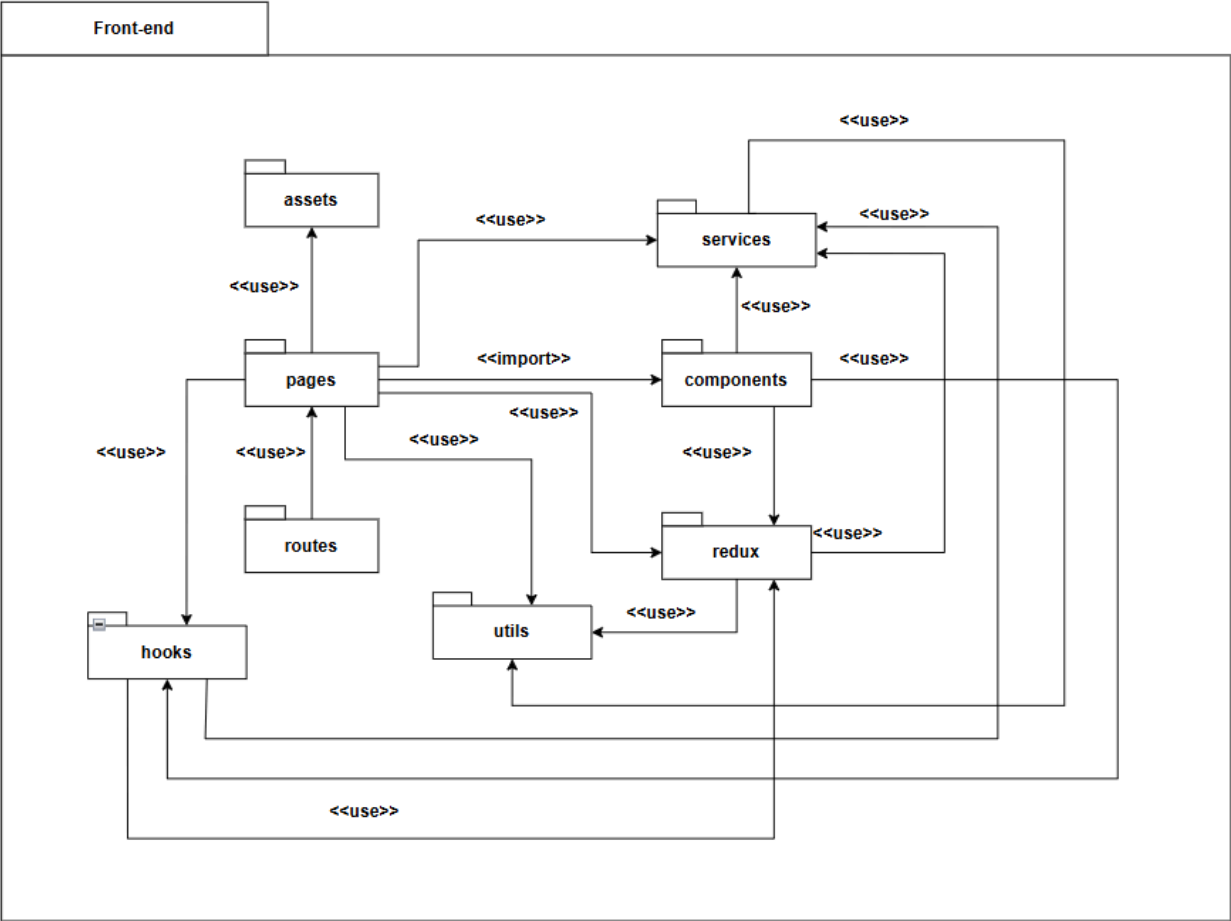 Front-end
<<use>>
assets
<<use>>
<<use>>
services
<<use>>
<<use>>
<<import>>
<<use>>
pages
components
<<use>>
<<use>>
<<use>>
<<use>>
<<use>>
<<use>>
routes
redux
<<use>>
utils
<<use>>
hooks
<<use>>